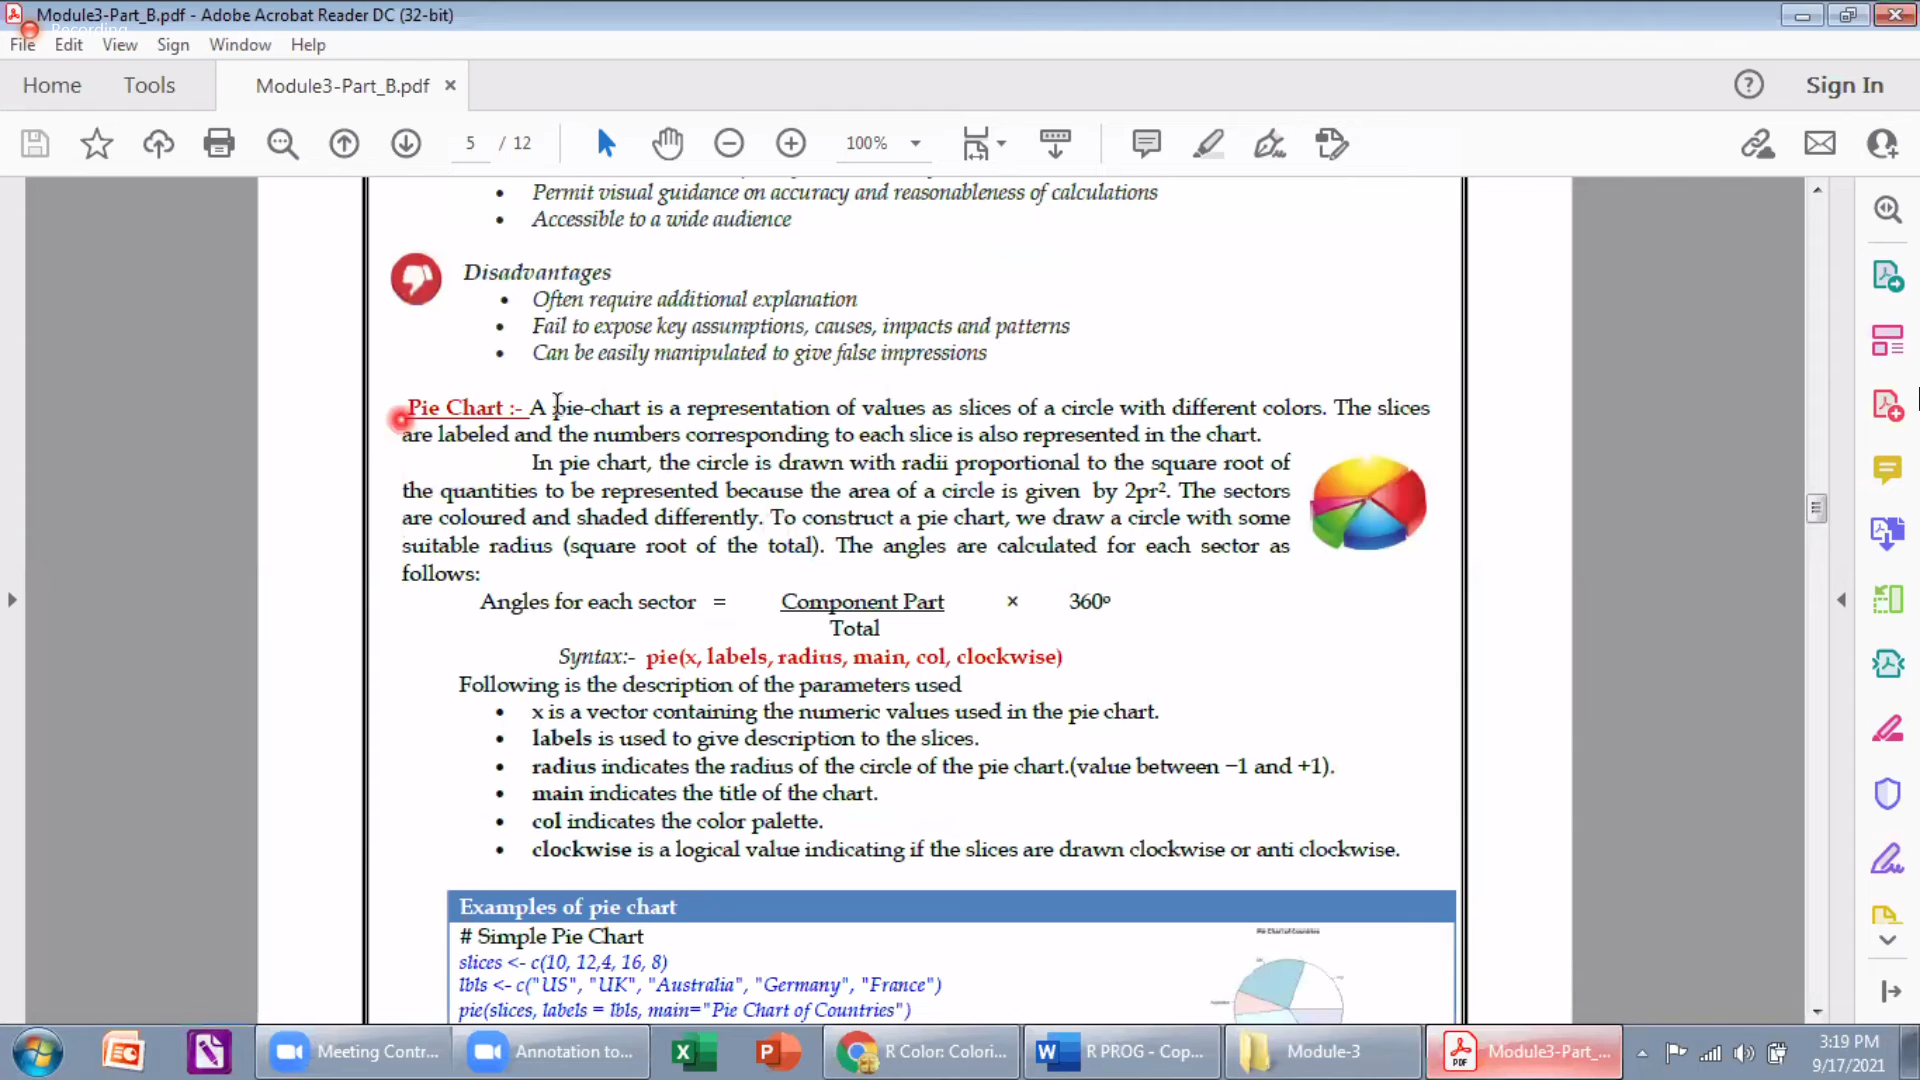 Module3-Part_B.pdf - Adobe Acrobat Reader DC (32-bit)
Recording
File Edit View Sign Window Help
Home Tools Module3-Part_B.pdf × Sign In
5 / 12 100%
Permit visual guidance on accuracy and reasonableness of calculations
Accessible to a wide audience
Disadvantages
Often require additional explanation
Fail to expose key assumptions, causes, impacts and patterns
Can be easily manipulated to give false impressions
Pie Chart :- A pie-chart is a representation of values as slices of a circle with different colors. The slices
are labeled and the numbers corresponding to each slice is also represented in the chart.
In pie chart, the circle is drawn with radii proportional to the square root of
the quantities to be represented because the area of a circle is given by 2pr². The sectors
are coloured and shaded differently. To construct a pie chart, we draw a circle with some
suitable radius (square root of the total). The angles are calculated for each sector as
follows:
Angles for each sector = Component Part × 360º
Total
Syntax:- pie(x, labels, radius, main, col, clockwise)
Following is the description of the parameters used
x is a vector containing the numeric values used in the pie chart.
labels is used to give description to the slices.
radius indicates the radius of the circle of the pie chart.(value between −1 and +1).
main indicates the title of the chart.
col indicates the color palette.
clockwise is a logical value indicating if the slices are drawn clockwise or anti clockwise.
Examples of pie chart
# Simple Pie Chart
Pie Chart of Countries
slices <- c(10, 12,4, 16, 8)
lbls <- c("US", "UK", "Australia", "Germany", "France")
pie(slices, labels = lbls, main="Pie Chart of Countries")
Meeting Contr... Annotation to... R Color: Colori... R PROG - Cop... Module-3 Module3-Part_...
3:19 PM
9/17/2021